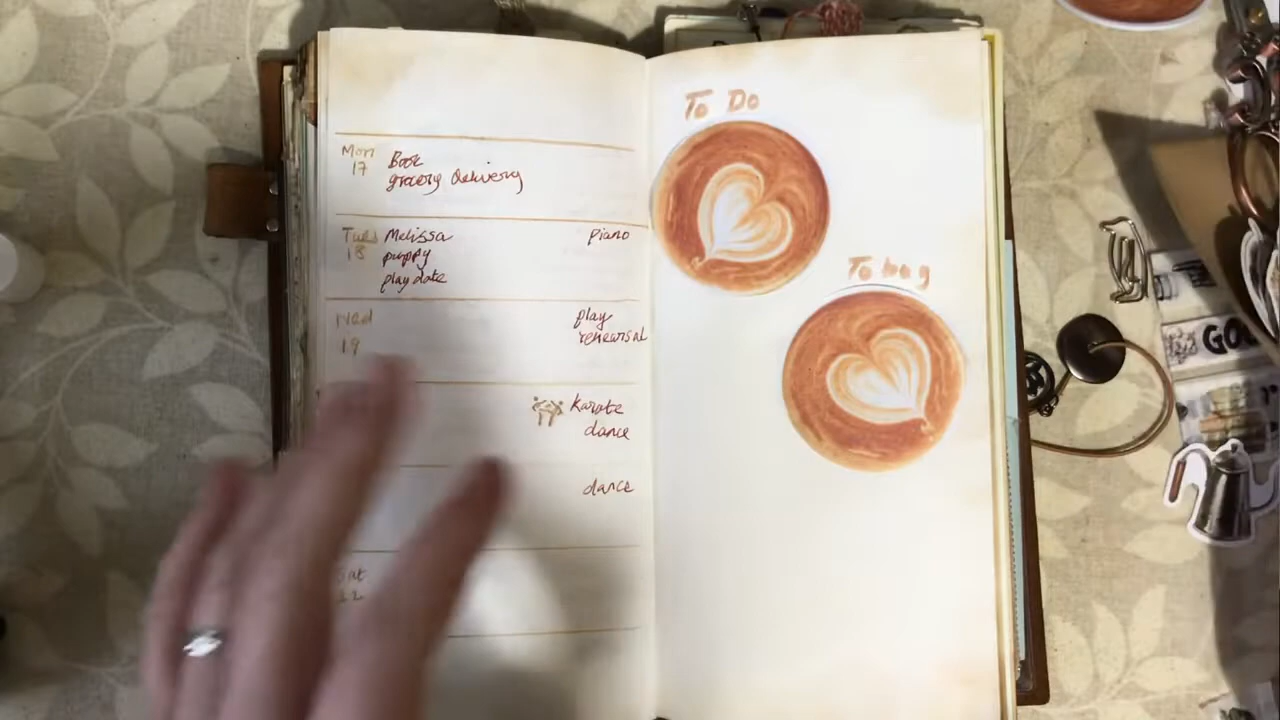 Mon
17
Book
grocery delivery
Tues
18
Melissa
puppy
play date
piano
Wed
19
play
rehearsal
karate
dance
dance
Sat
22
To Do
To buy